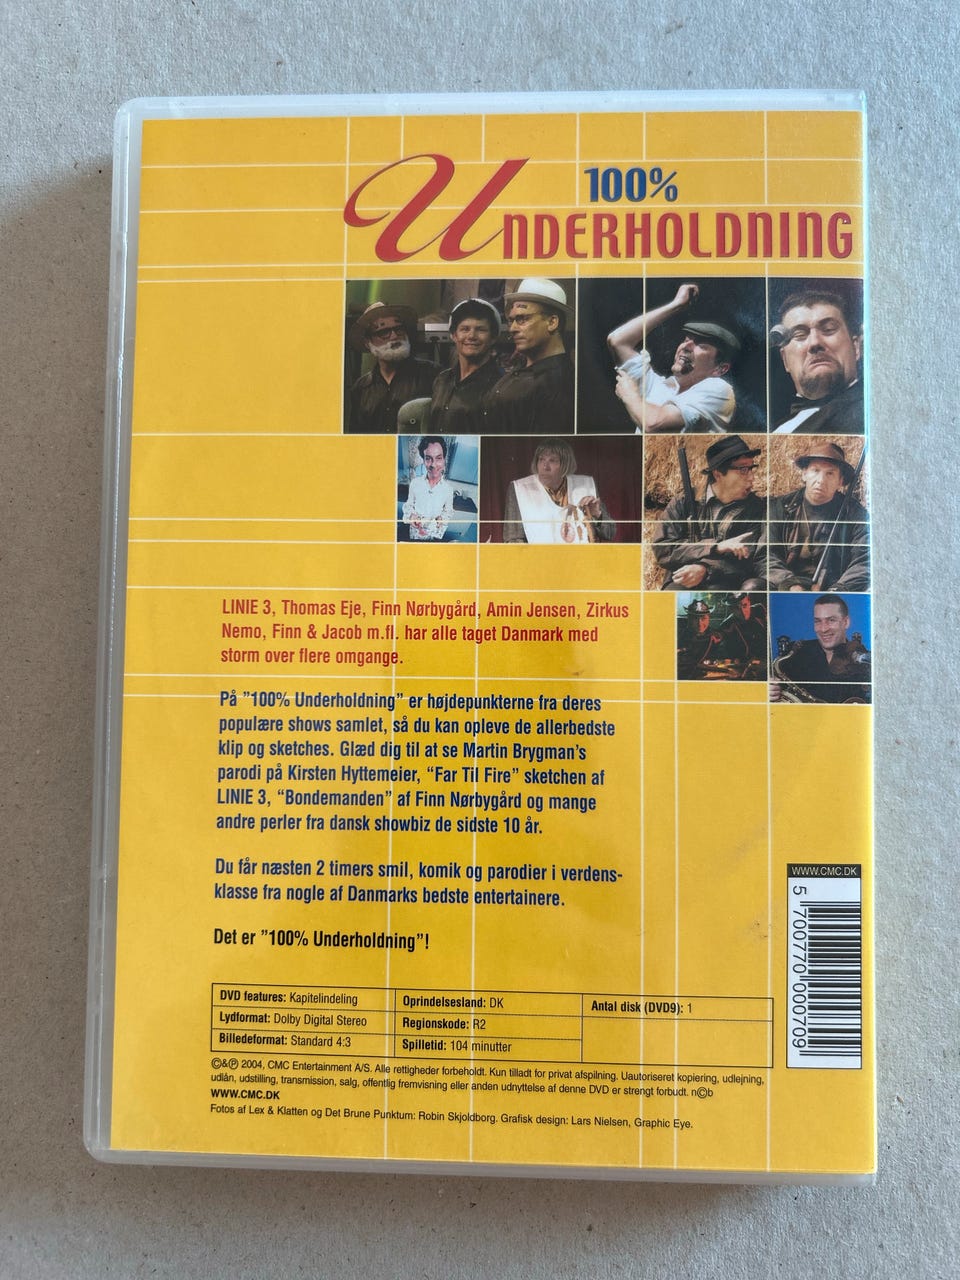 100%
UNDERHOLDNING
LINIE 3, Thomas Eje, Finn Nørbygård, Amin Jensen, Zirkus
Nemo, Finn & Jacob m.fl. har alle taget Danmark med
storm over flere omgange.
På ”100% Underholdning” er højdepunkterne fra deres
populære shows samlet, så du kan opleve de allerbedste
klip og sketches. Glæd dig til at se Martin Brygman’s
parodi på Kirsten Hyttemeier, “Far Til Fire” sketchen af
LINIE 3, “Bondemanden” af Finn Nørbygård og mange
andre perler fra dansk showbiz de sidste 10 år.
Du får næsten 2 timers smil, komik og parodier i verdens-
klasse fra nogle af Danmarks bedste entertainere.
Det er ”100% Underholdning”!
WWW.CMC.DK
5 700770 000709
DVD features: Kapitelindeling
Lydformat: Dolby Digital Stereo
Billedeformat: Standard 4:3
Oprindelsesland: DK
Regionskode: R2
Spilletid: 104 minutter
Antal disk (DVD9): 1
©&℗ 2004, CMC Entertainment A/S. Alle rettigheder forbeholdt. Kun tilladt for privat afspilning. Uautoriseret kopiering, udlejning,
udlån, udstilling, transmission, salg, offentlig fremvisning eller anden udnyttelse af denne DVD er strengt forbudt. n©b
WWW.CMC.DK
Fotos af Lex & Klatten og Det Brune Punktum: Robin Skjoldborg. Grafisk design: Lars Nielsen, Graphic Eye.